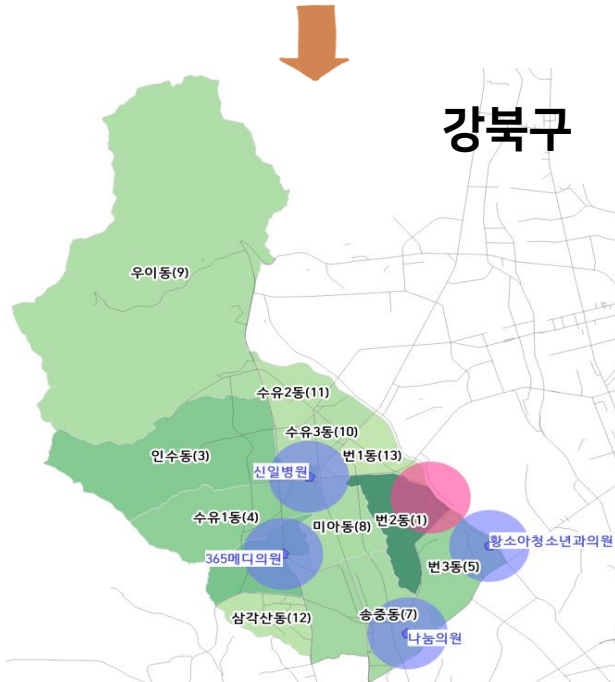 강북구
우이동(9)
수유2동(11)
수유3동(10)
인수동(3)
번1동(13)
신일병원
수유1동(4)
미아동(8)
번2동(1)
황소아청소년과의원
365메디의원
번3동(5)
삼각산동(12)
송중동(7)
나눔의원